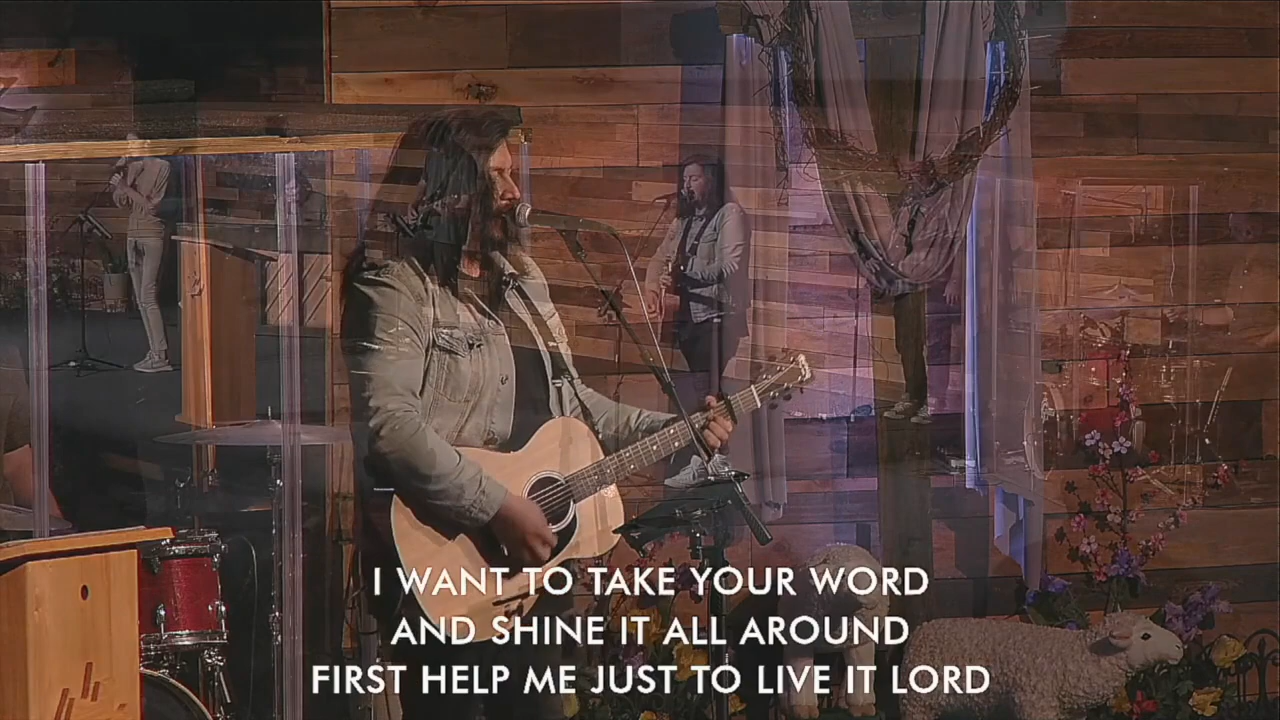 I WANT TO TAKE YOUR WORD
AND SHINE IT ALL AROUND
FIRST HELP ME JUST TO LIVE IT LORD